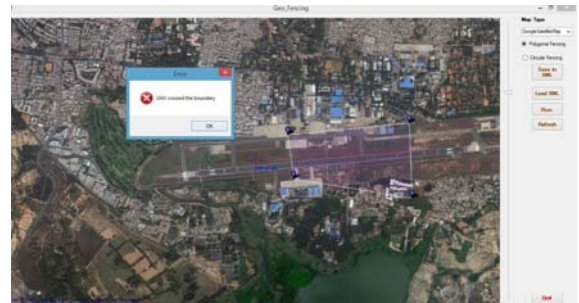 Geo_Fencing
Map Type
GoogleSatelliteMap
Polygonal Fencing
Circular Fencing
Save to
XML
Load XML
Refresh
Error
UAV crossed the boundary
OK
Quit